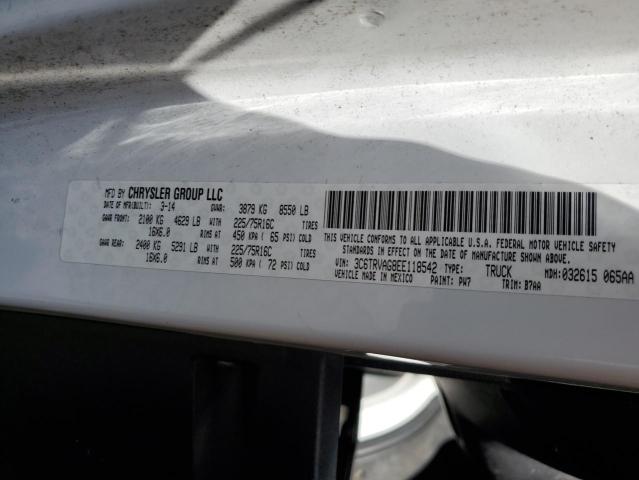 MFD BY CHRYSLER GROUP LLC
DATE OF MFR(BUILT): 3-14 GVWR: 3879 KG 8550 LB
GAWR FRONT: 2100 KG 4629 LB 225/75R16C TIRES
16X6.0 RIMS AT 450 KPA ( 65 PSI) COLD
GAWR REAR: 2400 KG 5291 LB 225/75R16C TIRES
16X6.0 RIMS AT 500 KPA ( 72 PSI) COLD
THIS VEHICLE CONFORMS TO ALL APPLICABLE U.S.A. FEDERAL MOTOR VEHICLE SAFETY
STANDARDS IN EFFECT ON THE DATE OF MANUFACTURE SHOWN ABOVE.
VIN: 3C6TRVAG8EE118542 TYPE: TRUCK MDH:032615 065AA
VEHICLE MADE IN MEXICO PAINT: PW7 TRIM: B7AA